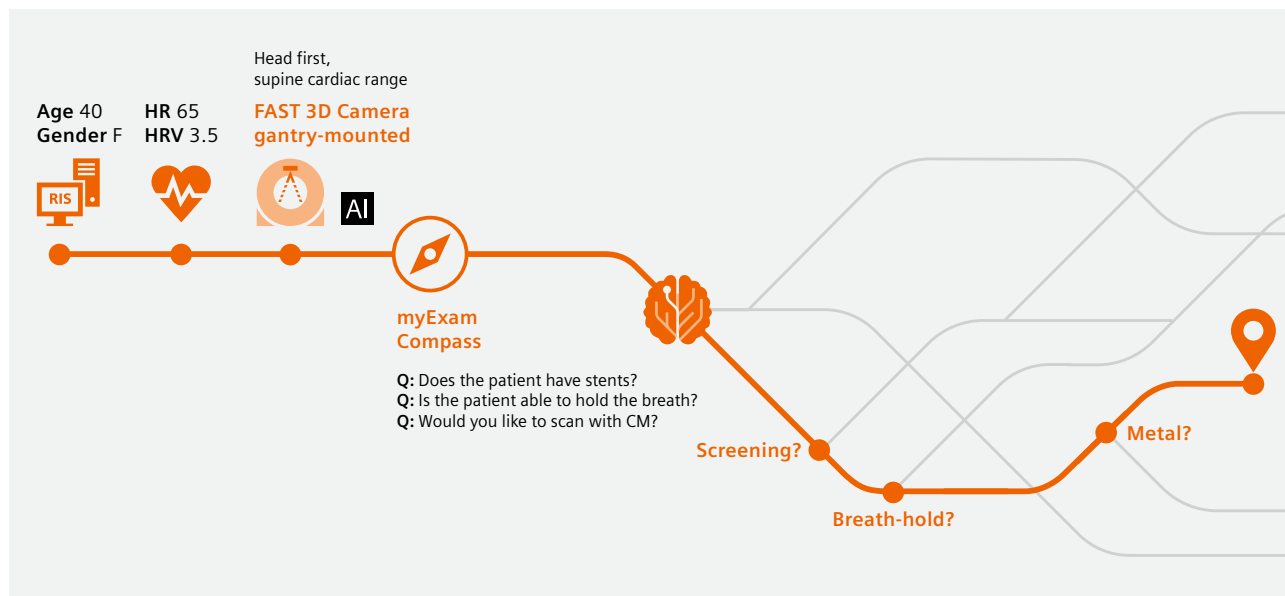 Head first,
supine cardiac range
Age 40
Gender F
HR 65
HRV 3.5
FAST 3D Camera
gantry-mounted
RIS
AI
myExam
Compass
Q: Does the patient have stents?
Q: Is the patient able to hold the breath?
Q: Would you like to scan with CM?
Screening?
Breath-hold?
Metal?